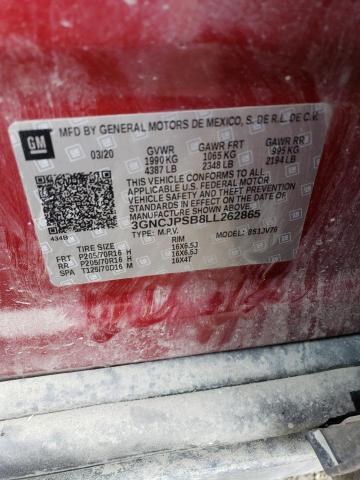 GM
MFD BY GENERAL MOTORS DE MEXICO, S. DE R.L. DE C.V.
03/20 GVWR GAWR FRT GAWR RR
1990 KG 1065 KG 995 KG
4387 LB 2348 LB 2194 LB
THIS VEHICLE CONFORMS TO ALL
APPLICABLE U.S. FEDERAL MOTOR
VEHICLE SAFETY AND THEFT
PREVENTION STANDARDS IN
EFFECT ON THE DATE OF
MANUFACTURE SHOWN ABOVE.
3GNCJPSB8LL262865
434B TYPE: M.P.V. MODEL: 8S1JV76
TIRE SIZE RIM
FRT P205/70R16 H 16X6.5J
RR P205/70R16 H 16X6.5J
SPA T125/70D16 M 16X4T